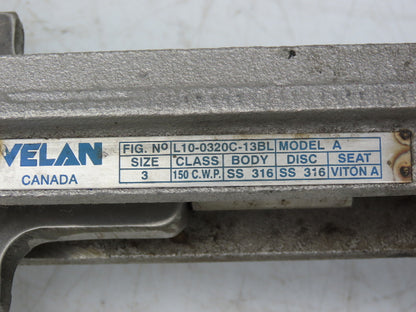 VELAN
CANADA
FIG. Nº L10-0320C-13BL MODEL A
SIZE CLASS BODY DISC SEAT
3 150 C.W.P. SS 316 SS 316 VITON A